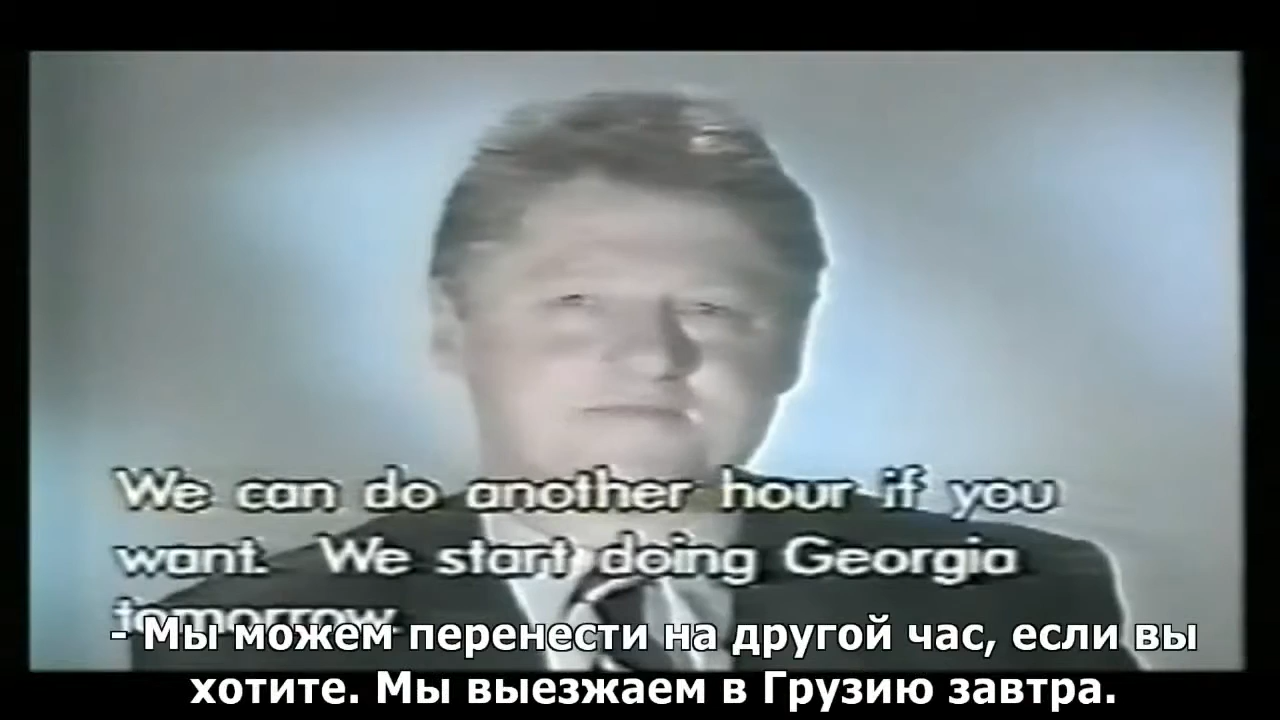 We can do another hour if you
want. We start doing Georgia
tomorrow.
- Мы можем перенести на другой час, если вы
хотите. Мы выезжаем в Грузию завтра.